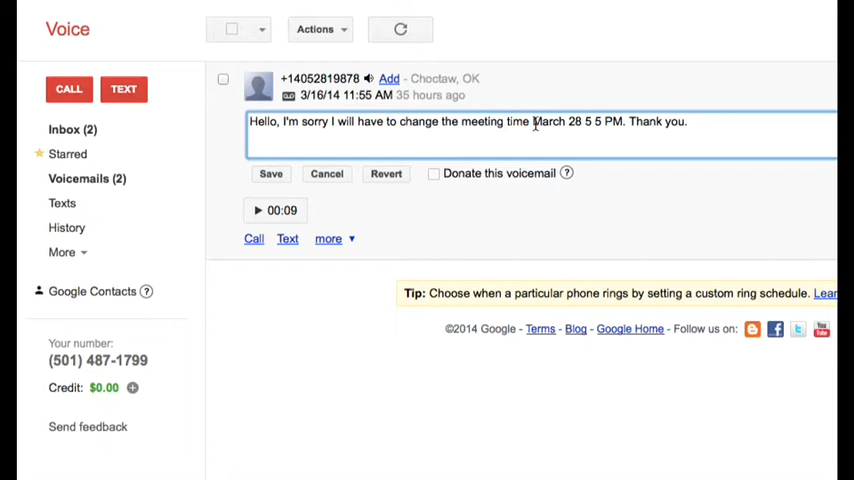 Voice
Actions
CALL
TEXT
Inbox (2)
Starred
Voicemails (2)
Texts
History
More
Google Contacts (?)
Your number:
(501) 487-1799
Credit: $0.00
Send feedback
+14052819878 Add - Choctaw, OK
3/16/14 11:55 AM 35 hours ago
Hello, I'm sorry I will have to change the meeting time March 28 5 5 PM. Thank you.
Save Cancel Revert Donate this voicemail ?
00:09
Call Text more
Tip: Choose when a particular phone rings by setting a custom ring schedule. Lear
©2014 Google - Terms - Blog - Google Home - Follow us on:
You Tube